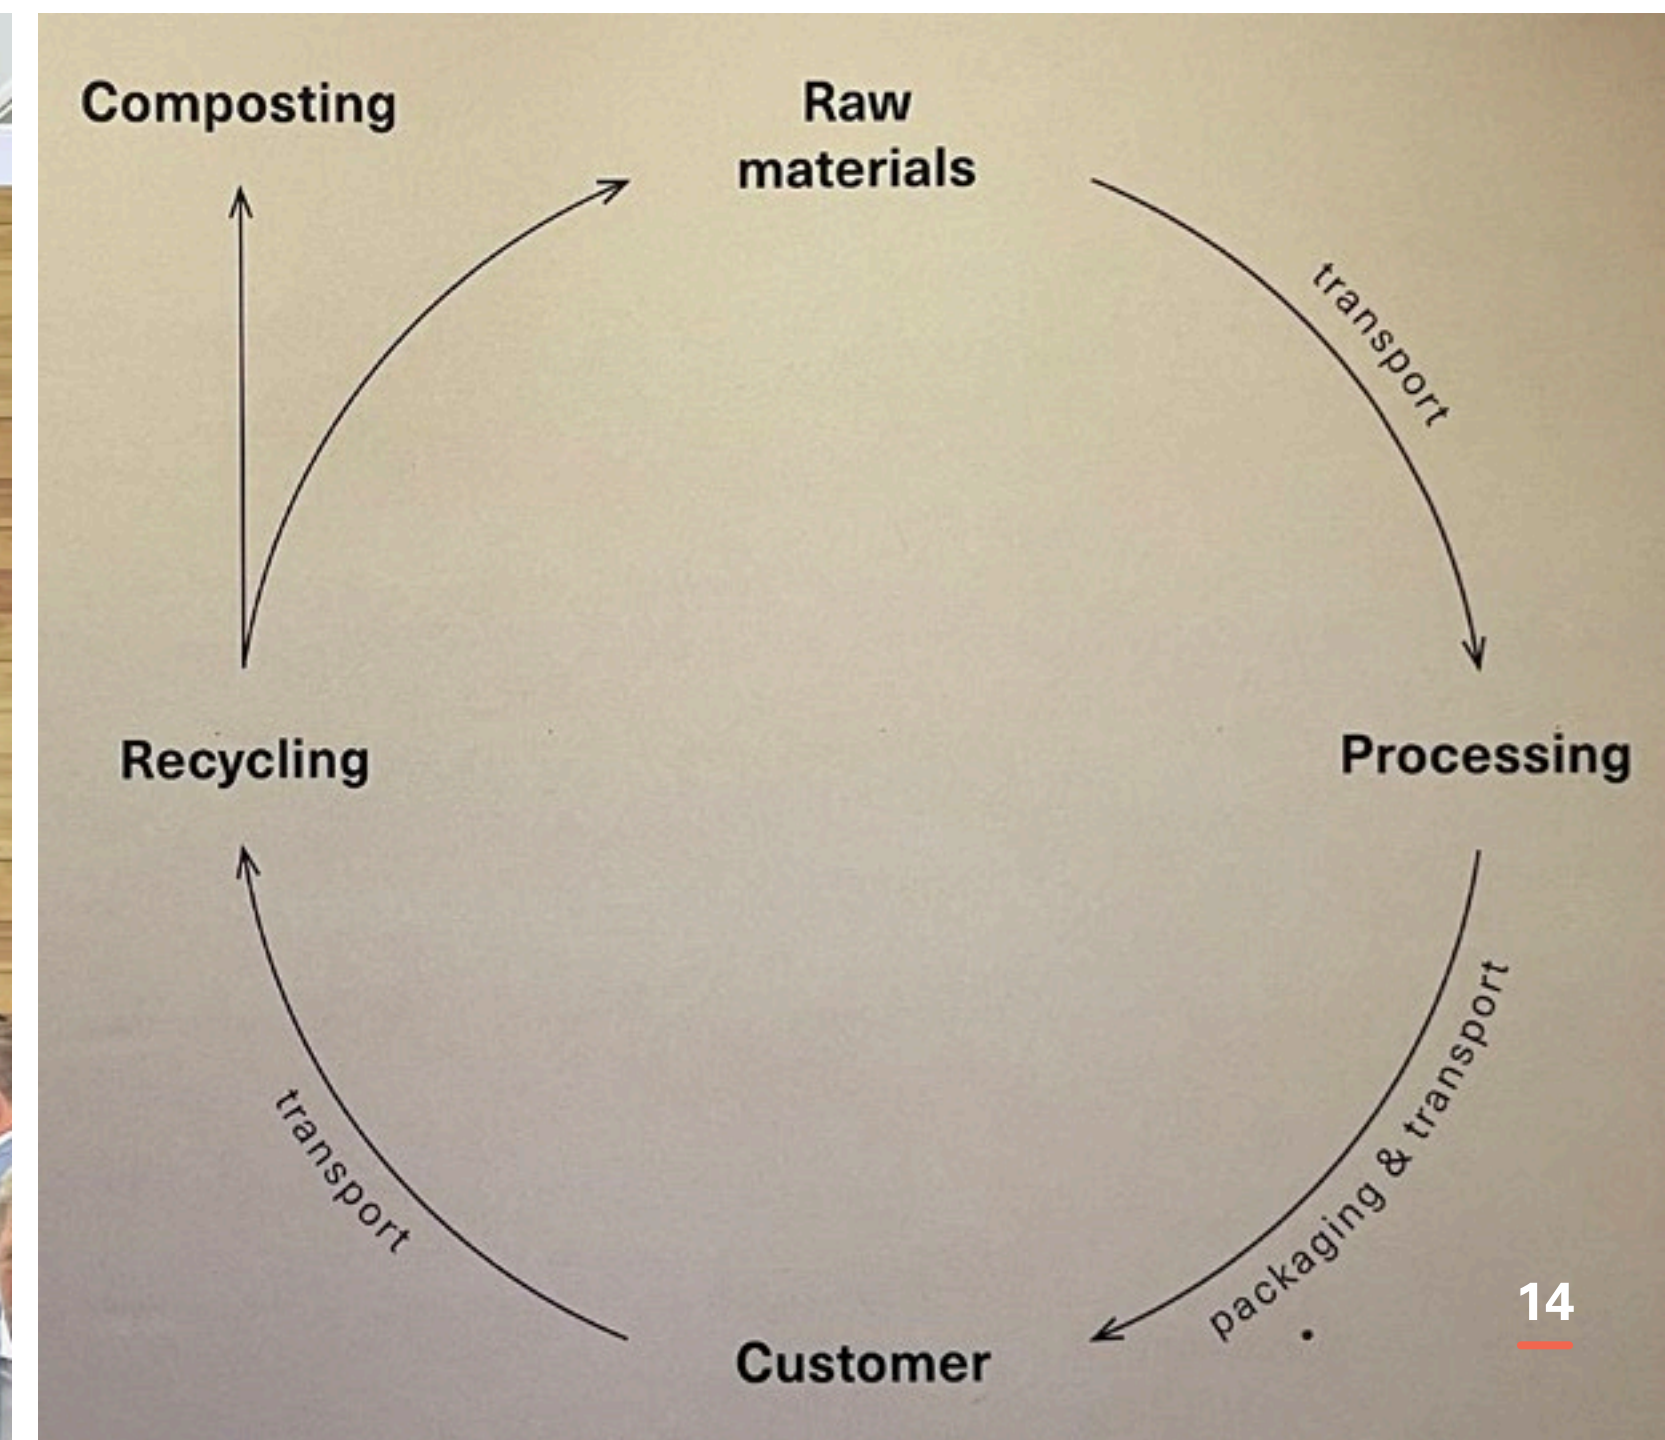 Composting
Raw
materials
transport
Recycling
Processing
transport
packaging & transport
Customer
14